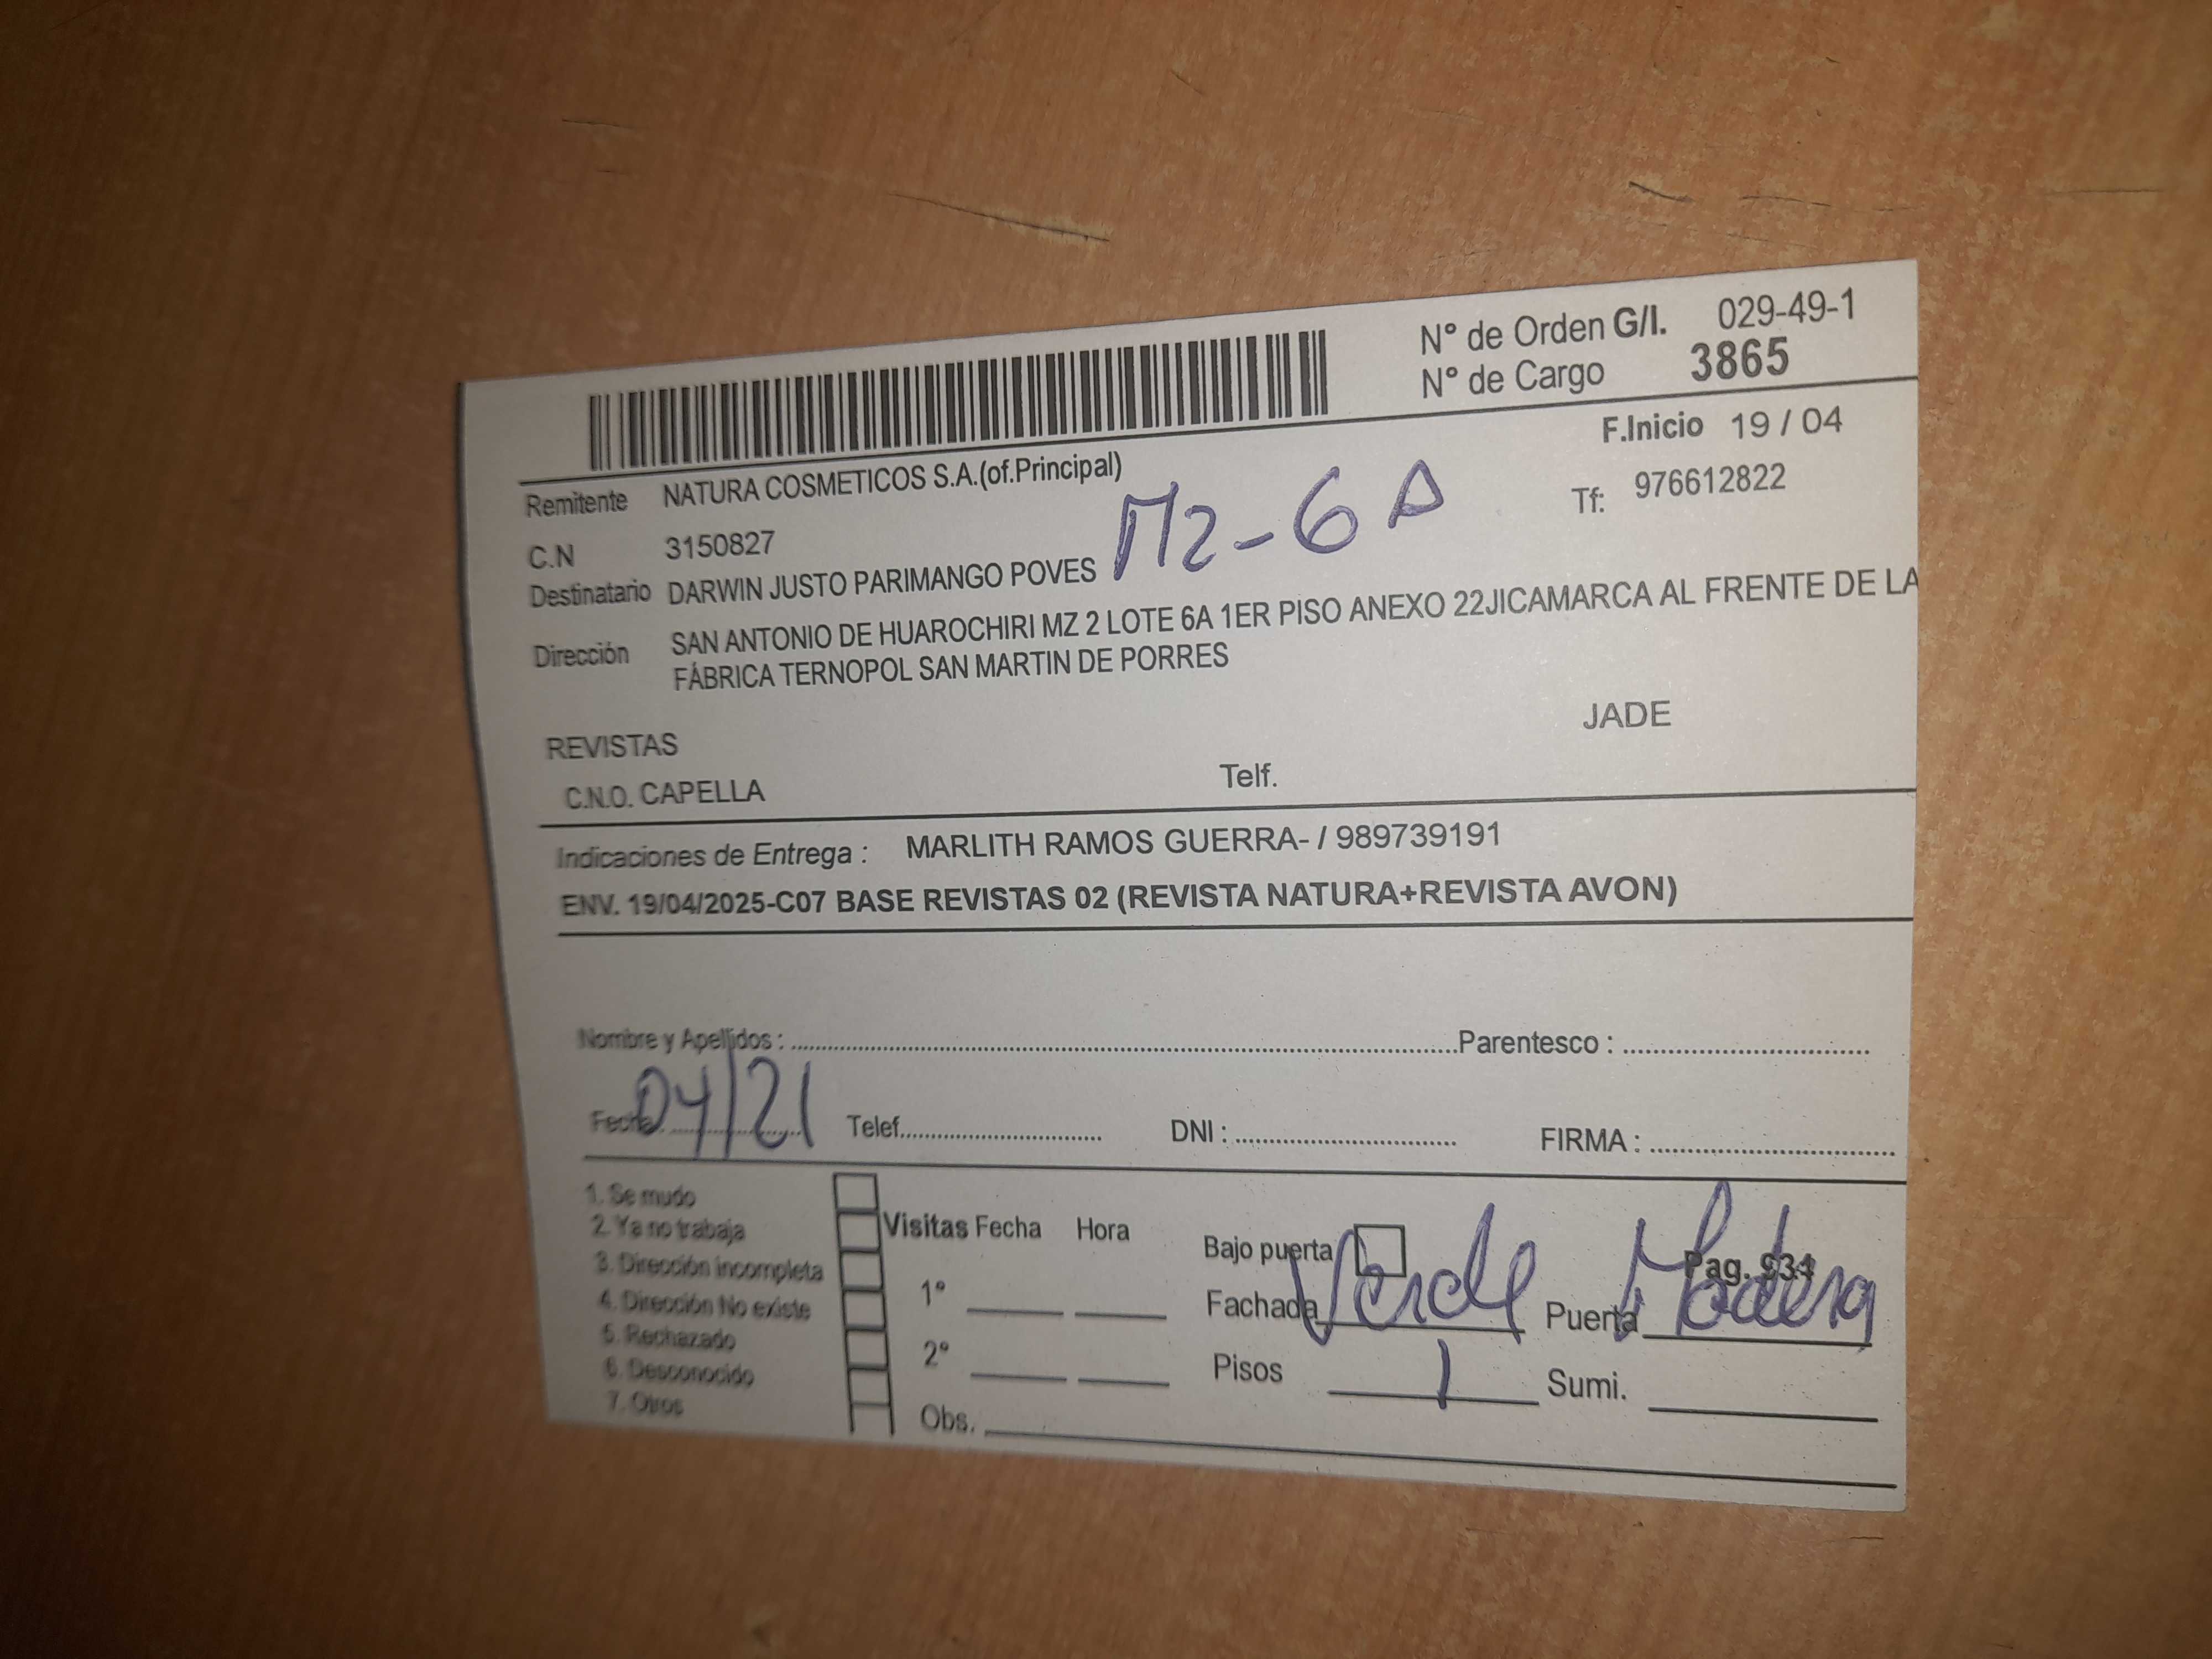 N° de Orden G/I. 029-49-1
N° de Cargo 3865
F.Inicio 19 / 04
Remitente NATURA COSMETICOS S.A.(of.Principal)
Tf: 976612822
C.N 3150827
Mz-6A
Destinatario DARWIN JUSTO PARIMANGO POVES
Dirección SAN ANTONIO DE HUAROCHIRI MZ 2 LOTE 6A 1ER PISO ANEXO 22JICAMARCA AL FRENTE DE LA
FÁBRICA TERNOPOL SAN MARTIN DE PORRES
REVISTAS JADE
C.N.O. CAPELLA Telf.
Indicaciones de Entrega : MARLITH RAMOS GUERRA- / 989739191
ENV. 19/04/2025-C07 BASE REVISTAS 02 (REVISTA NATURA+REVISTA AVON)
Nombre y Apellidos : Parentesco :
Fecha 04/21 Telef. DNI : FIRMA :
1. Se mudo
2. Ya no trabaja
3. Dirección incompleta
4. Dirección No existe
5. Rechazado
6. Desconocido
7. Otros
Visitas Fecha Hora
1°
2°
Obs.
Bajo puerta
Pag. 934
Fachada Verde Puerta Madera
Pisos 1 Sumi.